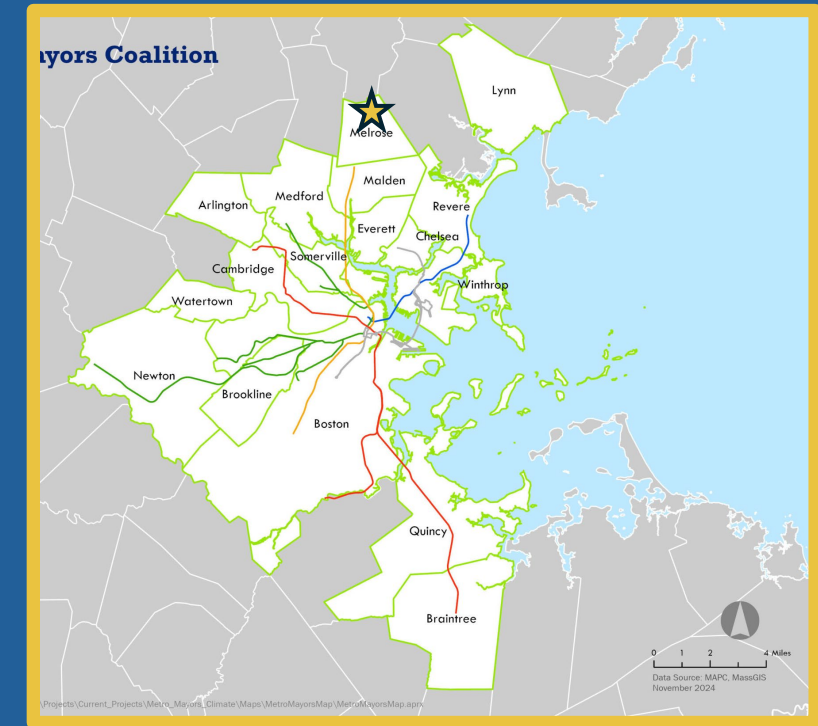 ayors Coalition
Lynn
Melrose
Malden
Medford
Arlington
Revere
Everett
Chelsea
Somerville
Cambridge
Winthrop
Watertown
Newton
Brookline
Boston
Quincy
Braintree
0 1 2 4 Miles
Data Source: MAPC, MassGIS
November 2024
\Projects\Current_Projects\Metro_Mayors_Climate\Maps\MetroMayorsMap\MetroMayorsMap.aprx